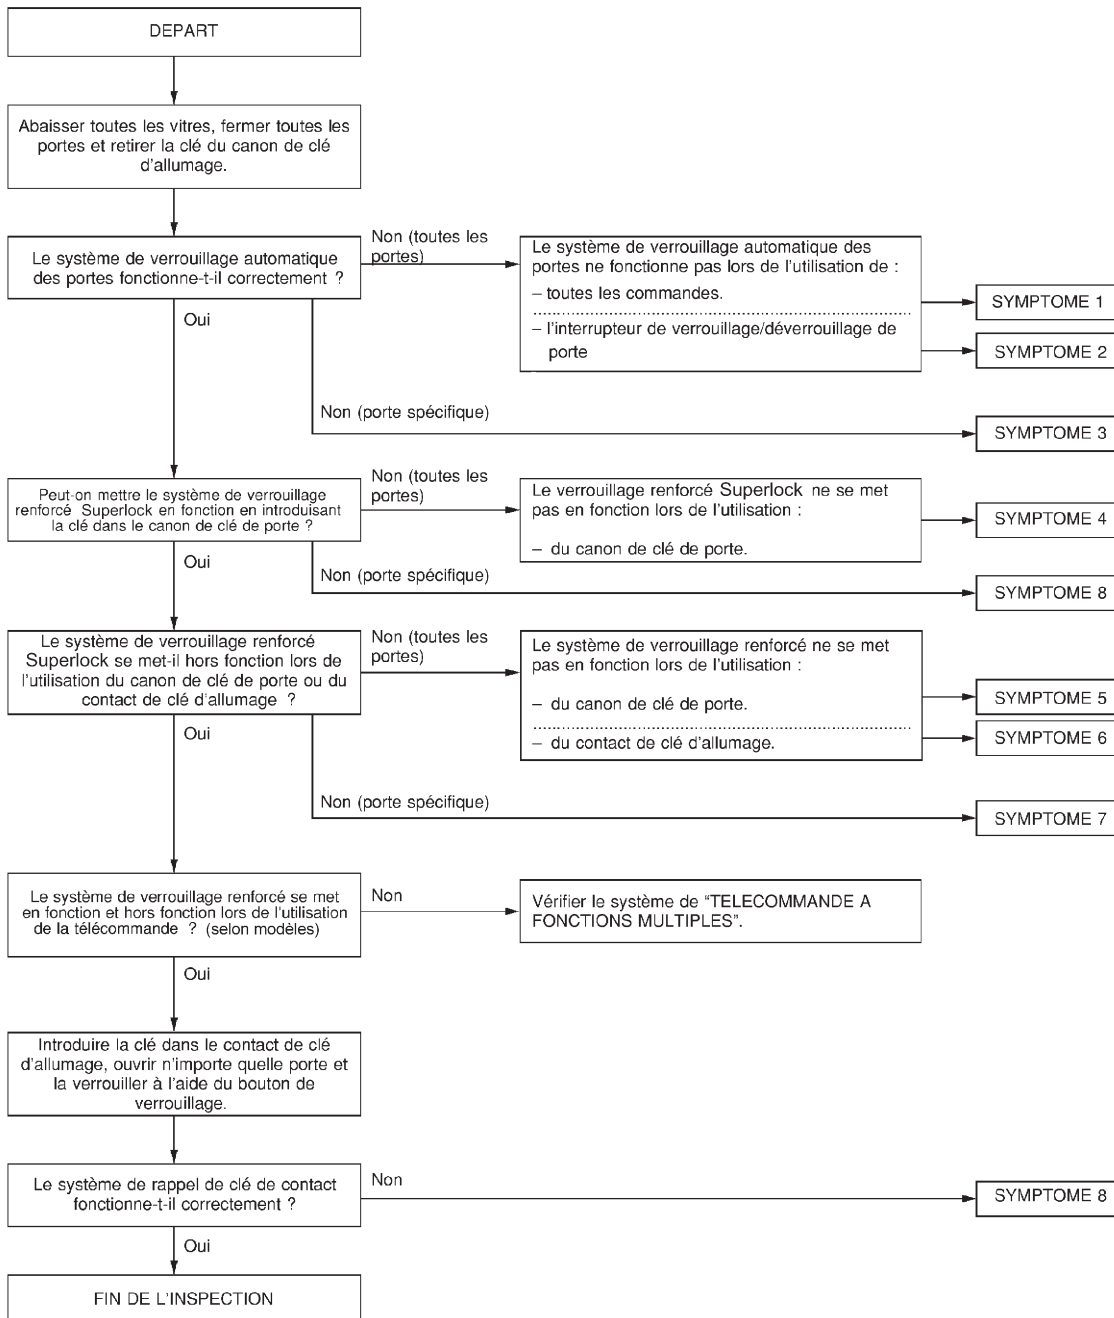 DEPART
Abaisser toutes les vitres, fermer toutes les
portes et retirer la clé du canon de clé
d'allumage.
Le système de verrouillage automatique
des portes fonctionne-t-il correctement ?
Non (toutes les
portes)
Le système de verrouillage automatique des
portes ne fonctionne pas lors de l'utilisation de :
– toutes les commandes.
– l'interrupteur de verrouillage/déverrouillage de
porte
SYMPTOME 1
SYMPTOME 2
Oui
Non (porte spécifique)
SYMPTOME 3
Peut-on mettre le système de verrouillage
renforcé Superlock en fonction en introduisant
la clé dans le canon de clé de porte ?
Non (toutes les
portes)
Le verrouillage renforcé Superlock ne se met
pas en fonction lors de l'utilisation :
– du canon de clé de porte.
SYMPTOME 4
Oui
Non (porte spécifique)
SYMPTOME 8
Le système de verrouillage renforcé
Superlock se met-il hors fonction lors de
l'utilisation du canon de clé de porte ou du
contact de clé d'allumage ?
Non (toutes les
portes)
Le système de verrouillage renforcé ne se met
pas en fonction lors de l'utilisation :
– du canon de clé de porte.
– du contact de clé d'allumage.
SYMPTOME 5
SYMPTOME 6
Oui
Non (porte spécifique)
SYMPTOME 7
Le système de verrouillage renforcé se met
en fonction et hors fonction lors de l'utilisation
de la télécommande ? (selon modèles)
Non
Vérifier le système de “TELECOMMANDE A
FONCTIONS MULTIPLES”.
Oui
Introduire la clé dans le contact de clé
d'allumage, ouvrir n'importe quelle porte et
la verrouiller à l'aide du bouton de
verrouillage.
Le système de rappel de clé de contact
fonctionne-t-il correctement ?
Non
SYMPTOME 8
Oui
FIN DE L'INSPECTION